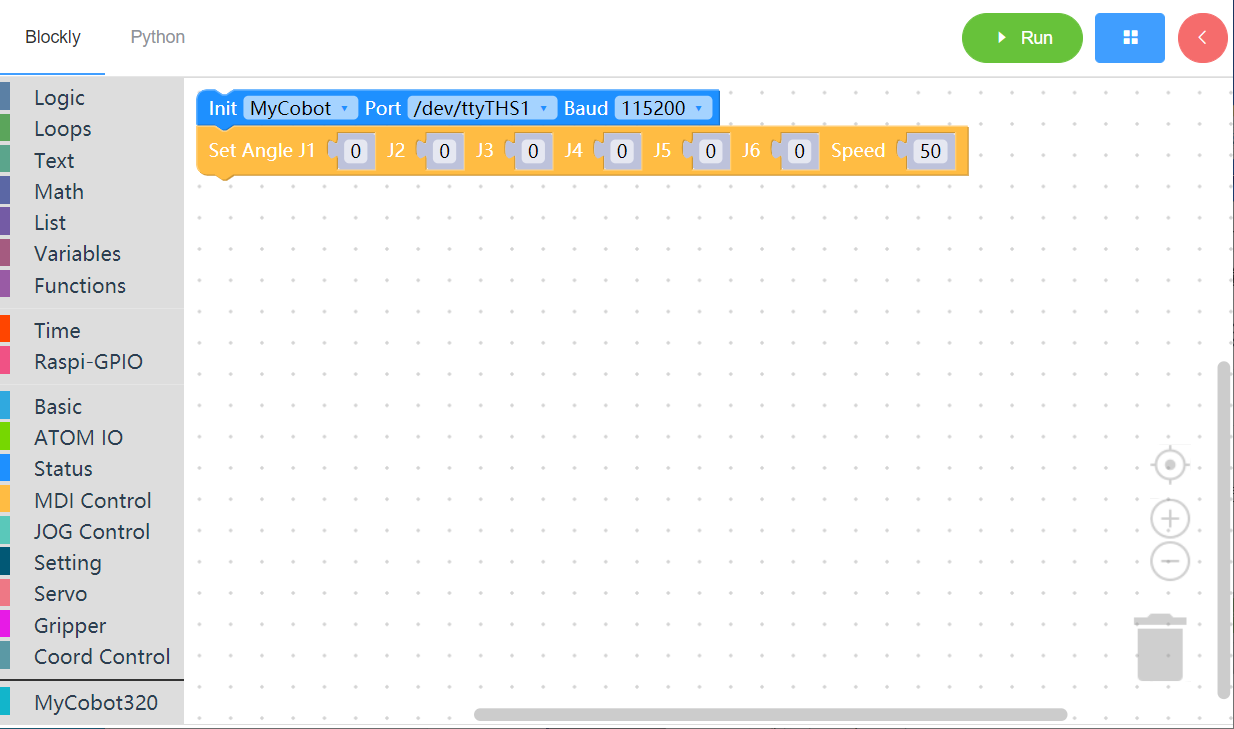 Blockly Python Run
Logic
Loops
Text
Math
List
Variables
Functions
Time
Raspi-GPIO
Basic
ATOM IO
Status
MDI Control
JOG Control
Setting
Servo
Gripper
Coord Control
MyCobot320
Init MyCobot Port /dev/ttyTHS1 Baud 115200
Set Angle J1 0 J2 0 J3 0 J4 0 J5 0 J6 0 Speed 50